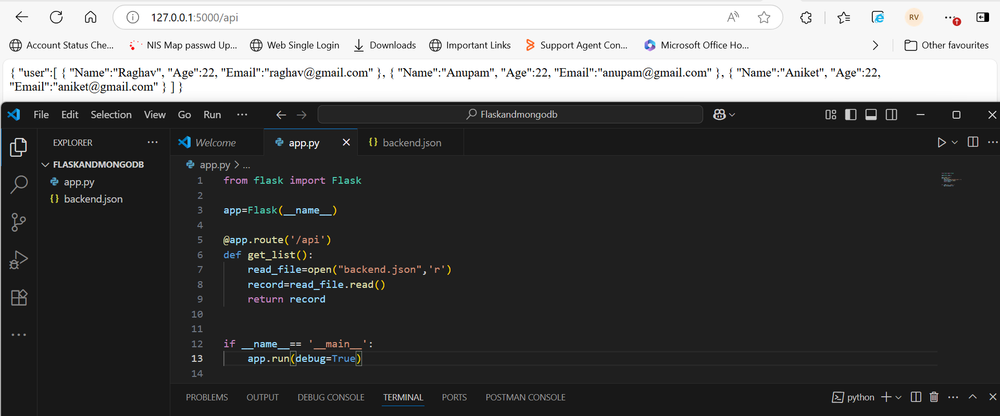 127.0.0.1:5000/api
RV
Account Status Che... NIS Map passwd Up... Web Single Login Downloads Important Links Support Agent Con... Microsoft Office Ho... Other favourites
{ "user":[ { "Name":"Raghav", "Age":22, "Email":"raghav@gmail.com" }, { "Name":"Anupam", "Age":22, "Email":"anupam@gmail.com" }, { "Name":"Aniket", "Age":22,
"Email":"aniket@gmail.com" } ] }
File Edit Selection View Go Run ··· Flaskandmongodb
EXPLORER ···
FLASKANDMONGODB
app.py
{} backend.json
Welcome app.py {} backend.json
app.py > ...
1 from flask import Flask
2
3 app=Flask(__name__)
4
5 @app.route('/api')
6 def get_list():
7 read_file=open("backend.json",'r')
8 record=read_file.read()
9 return record
10
11
12 if __name__== '__main__':
13 app.run(debug=True)
14
PROBLEMS OUTPUT DEBUG CONSOLE TERMINAL PORTS POSTMAN CONSOLE python